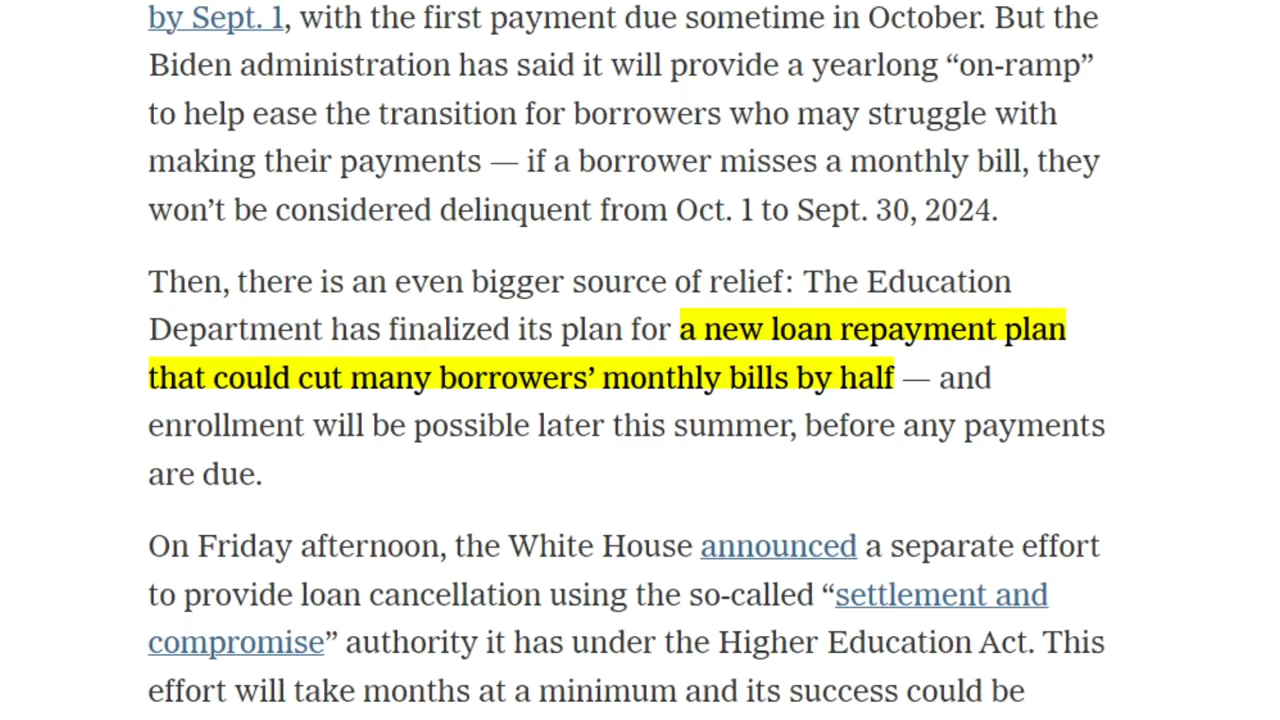 by Sept. 1, with the first payment due sometime in October. But the
Biden administration has said it will provide a yearlong “on-ramp”
to help ease the transition for borrowers who may struggle with
making their payments — if a borrower misses a monthly bill, they
won’t be considered delinquent from Oct. 1 to Sept. 30, 2024.
Then, there is an even bigger source of relief: The Education
Department has finalized its plan for a new loan repayment plan
that could cut many borrowers’ monthly bills by half — and
enrollment will be possible later this summer, before any payments
are due.
On Friday afternoon, the White House announced a separate effort
to provide loan cancellation using the so-called “settlement and
compromise” authority it has under the Higher Education Act. This
effort will take months at a minimum and its success could be